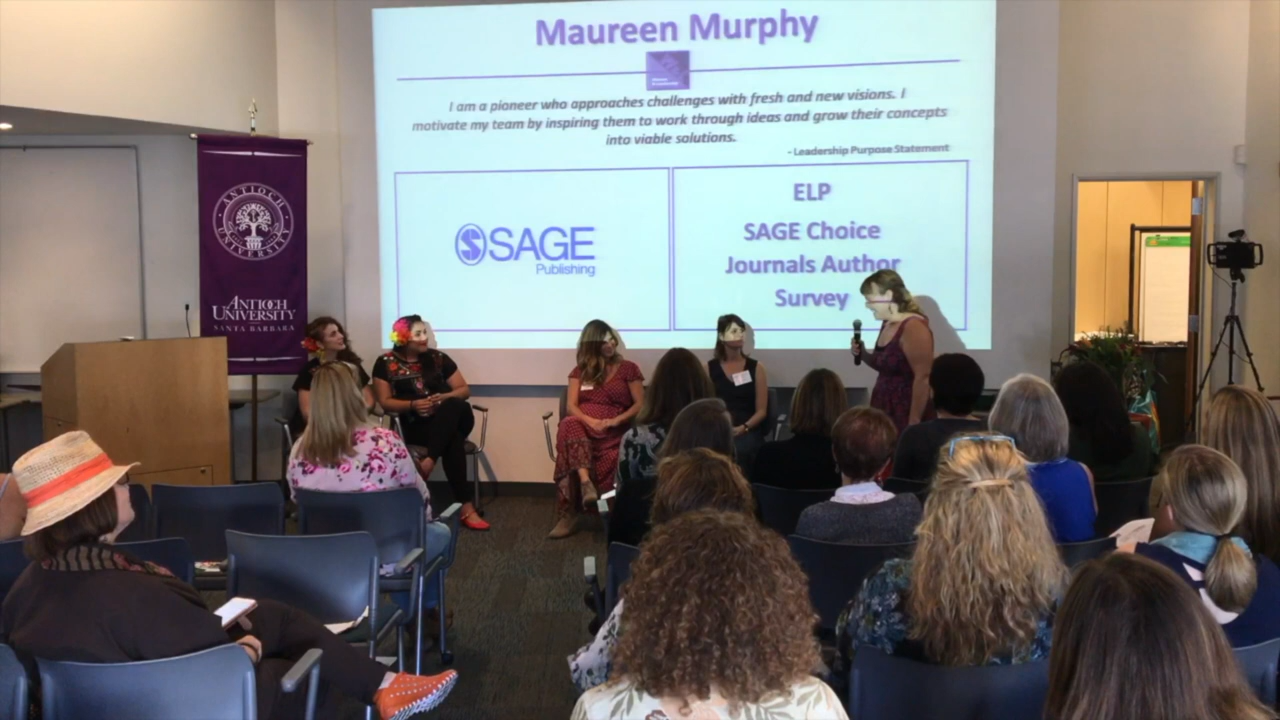 Maureen Murphy
I am a pioneer who approaches challenges with fresh and new visions. I
motivate my team by inspiring them to work through ideas and grow their concepts
into viable solutions.
- Leadership Purpose Statement
SAGE
Publishing
ELP
SAGE Choice
Journals Author
Survey
ANTIOCH
UNIVERSITY
ANTIOCH
UNIVERSITY
SANTA BARBARA